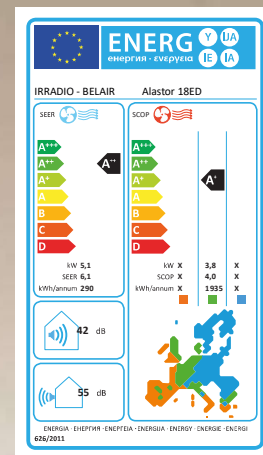 ENERG Y UA
енергия · ενεργεια IE IA
IRRADIO - BELAIR Alastor 18ED
SEER SCOP
A+++ A+++
A++ A++ A++
A+ A+ A+
A A
B B
C C
D D
kW 5,1 kW X 3,8 X
SEER 6,1 SCOP X 4,0 X
kWh/annum 290 kWh/annum X 1935 X
42 dB
55 dB
ENERGIA · ЕНЕРГИЯ · ΕΝΕΡΓΕΙΑ · ENERGIJA · ENERGY · ENERGIE · ENERGI
626/2011